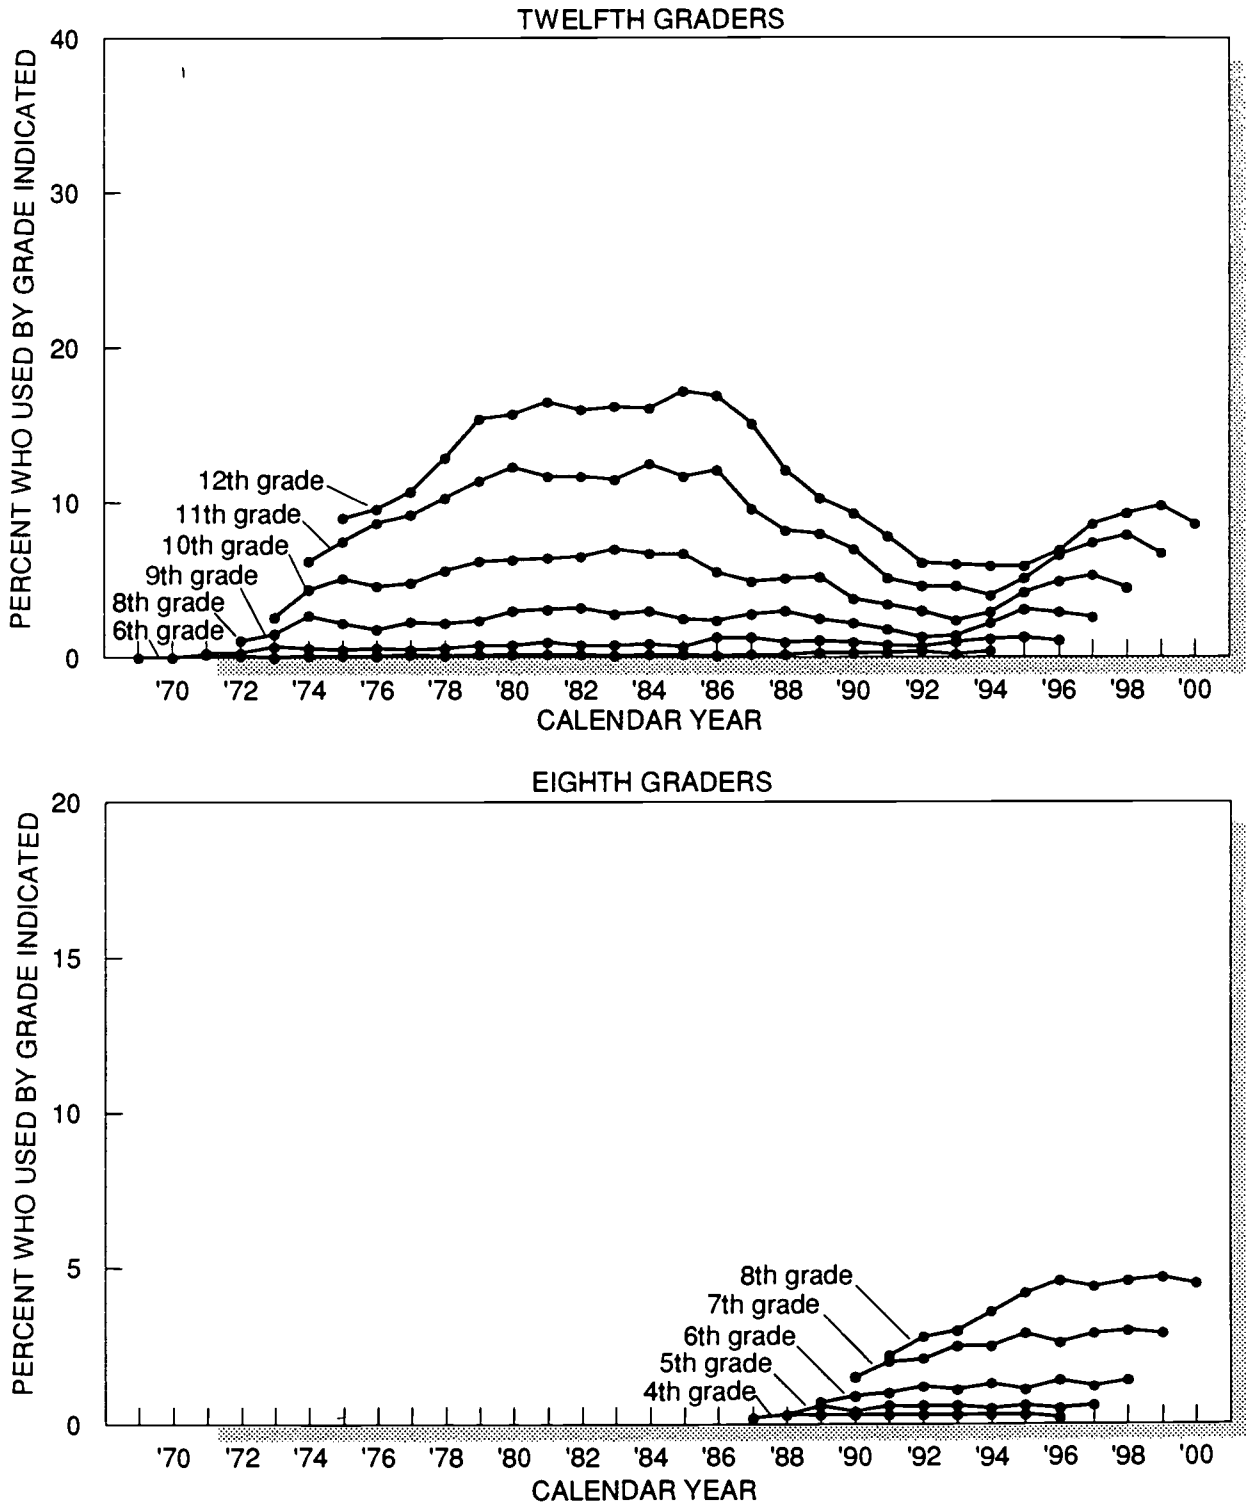 TWELFTH GRADERS
PERCENT WHO USED BY GRADE INDICATED
40
30
20
10
0
12th grade
11th grade
10th grade
9th grade
8th grade
6th grade
'70 '72 '74 '76 '78 '80 '82 '84 '86 '88 '90 '92 '94 '96 '98 '00
CALENDAR YEAR
EIGHTH GRADERS
PERCENT WHO USED BY GRADE INDICATED
20
15
10
5
0
8th grade
7th grade
6th grade
5th grade
4th grade
'70 '72 '74 '76 '78 '80 '82 '84 '86 '88 '90 '92 '94 '96 '98 '00
CALENDAR YEAR